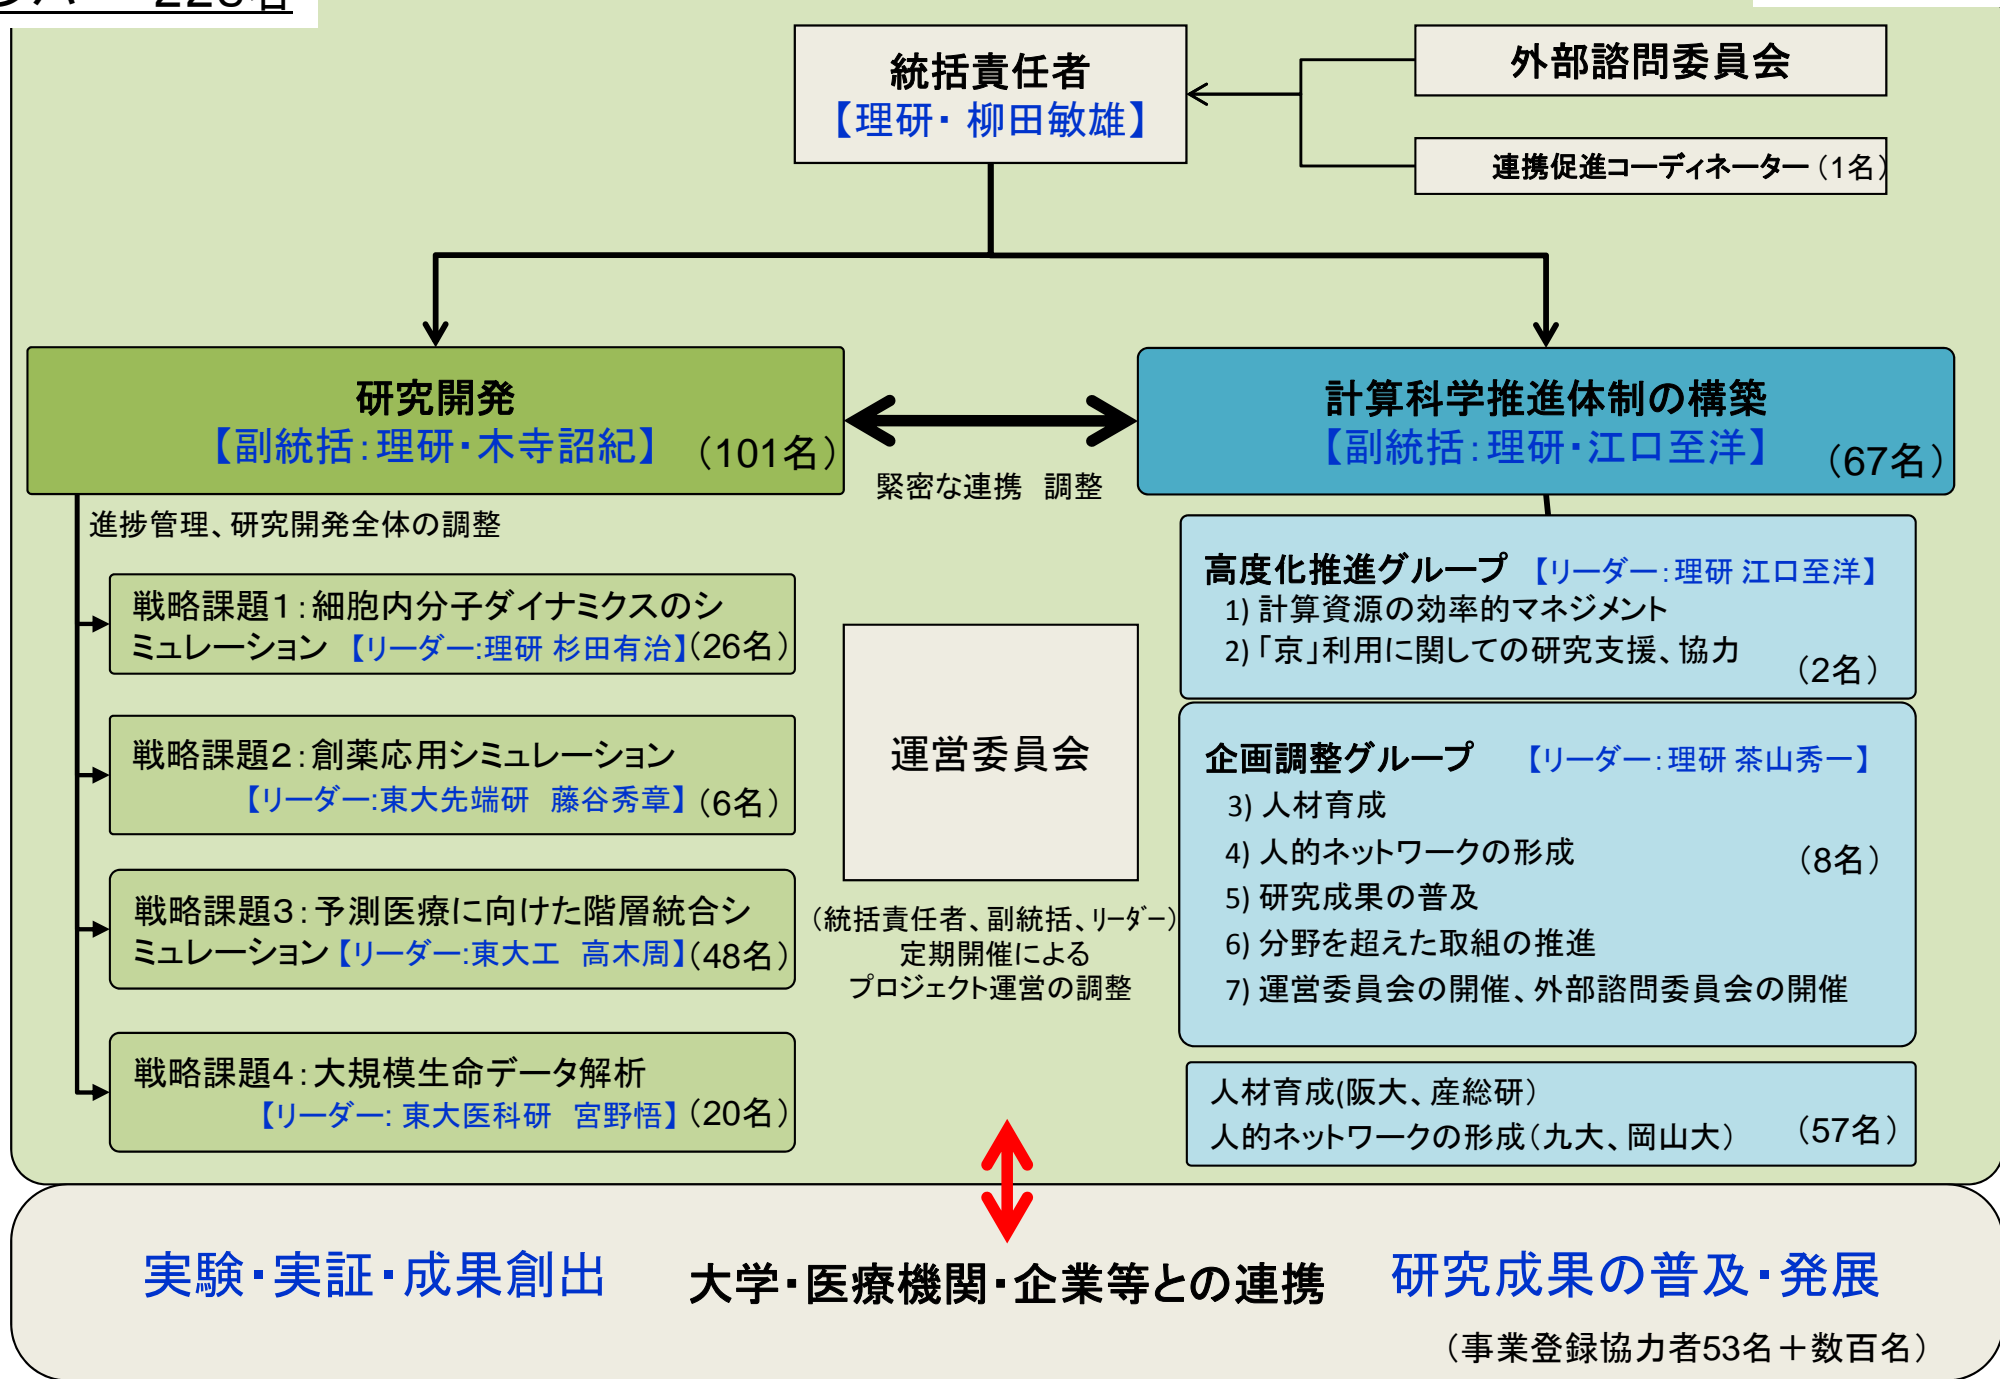 統括責任者
【理研・柳田敏雄】
外部諮問委員会
連携促進コーディネーター（1名）
研究開発
【副統括：理研・木寺詔紀】
（101名）
計算科学推進体制の構築
【副統括：理研・江口至洋】
（67名）
緊密な連携　調整
進捗管理、研究開発全体の調整
戦略課題1：細胞内分子ダイナミクスのシ
ミュレーション 【リーダー:理研 杉田有治】（26名）
戦略課題2：創薬応用シミュレーション
【リーダー:東大先端研　藤谷秀章】（6名）
戦略課題3：予測医療に向けた階層統合シ
ミュレーション【リーダー:東大工　高木周】（48名）
戦略課題4：大規模生命データ解析
【リーダー: 東大医科研　宮野悟】（20名）
運営委員会
（統括責任者、副統括、リーダー）
定期開催による
プロジェクト運営の調整
高度化推進グループ 【リーダー：理研 江口至洋】
1) 計算資源の効率的マネジメント
2)「京」利用に関しての研究支援、協力
（2名）
企画調整グループ 【リーダー：理研 茶山秀一】
3) 人材育成
4) 人的ネットワークの形成
（8名）
5) 研究成果の普及
6) 分野を超えた取組の推進
7) 運営委員会の開催、外部諮問委員会の開催
人材育成(阪大、産総研）
人的ネットワークの形成（九大、岡山大）
（57名）
実験・実証・成果創出
大学・医療機関・企業等との連携
研究成果の普及・発展
（事業登録協力者53名＋数百名）